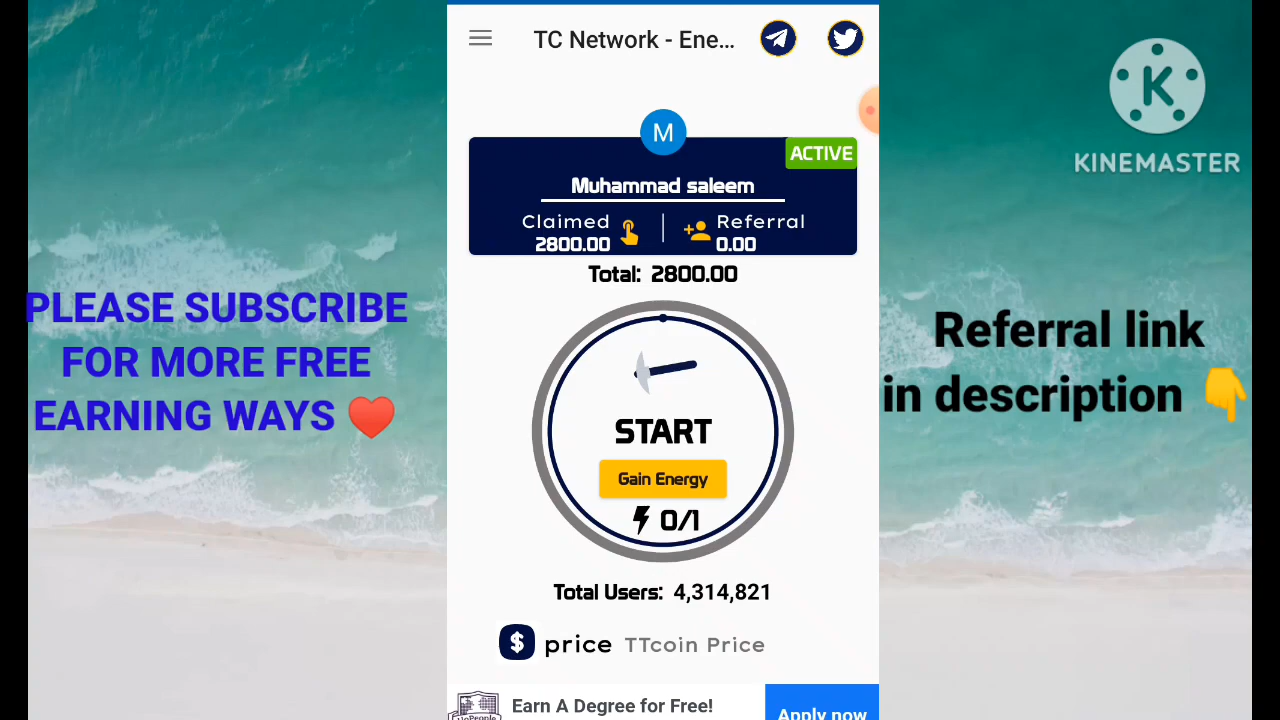 TC Network - Ene...
K
KINEMASTER
M
ACTIVE
Muhammad saleem
Claimed
2800.00
Referral
0.00
Total: 2800.00
PLEASE SUBSCRIBE
FOR MORE FREE
EARNING WAYS ❤️
START
Gain Energy
0/1
Referral link
in description 👇
Total Users: 4,314,821
$ price TTcoin Price
UoPeople
Earn A Degree for Free!
Apply now